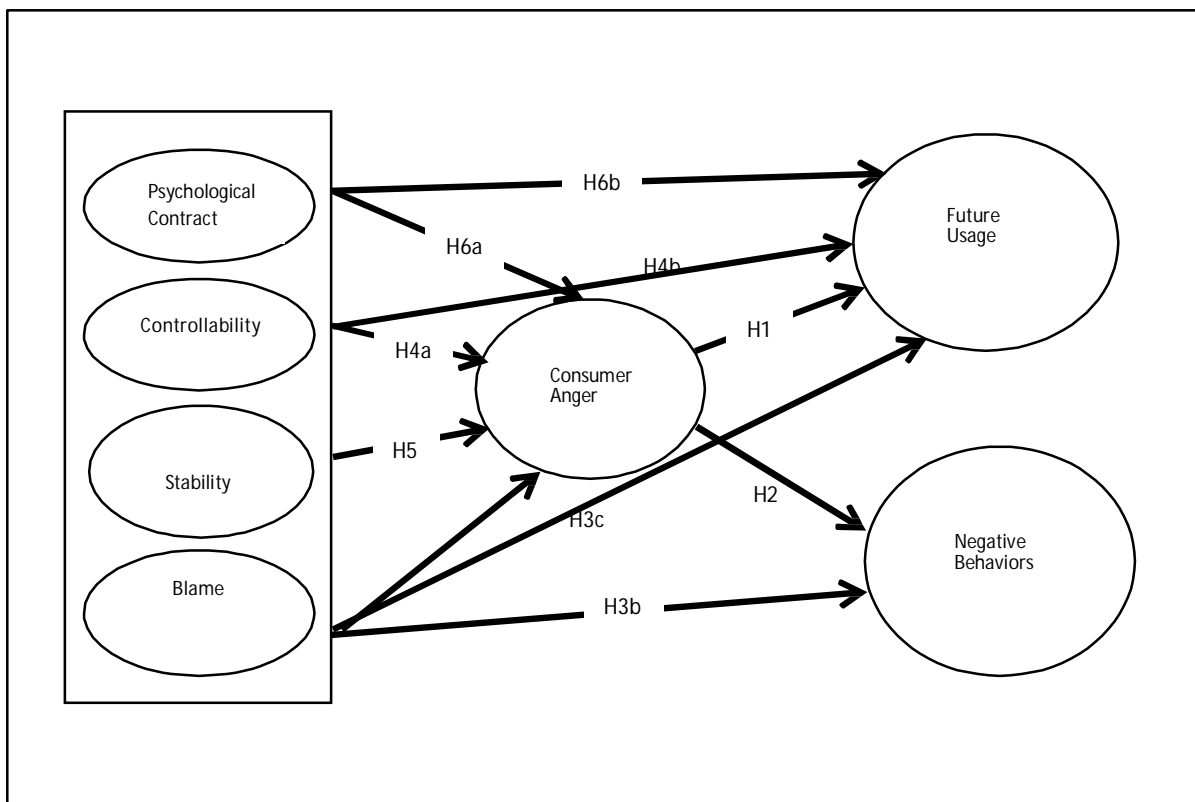 Psychological
Contract
Controllability
Stability
Blame
H6b
H6a
H4b
H4a
H5
H1
H2
H3c
H3b
Consumer
Anger
Future
Usage
Negative
Behaviors